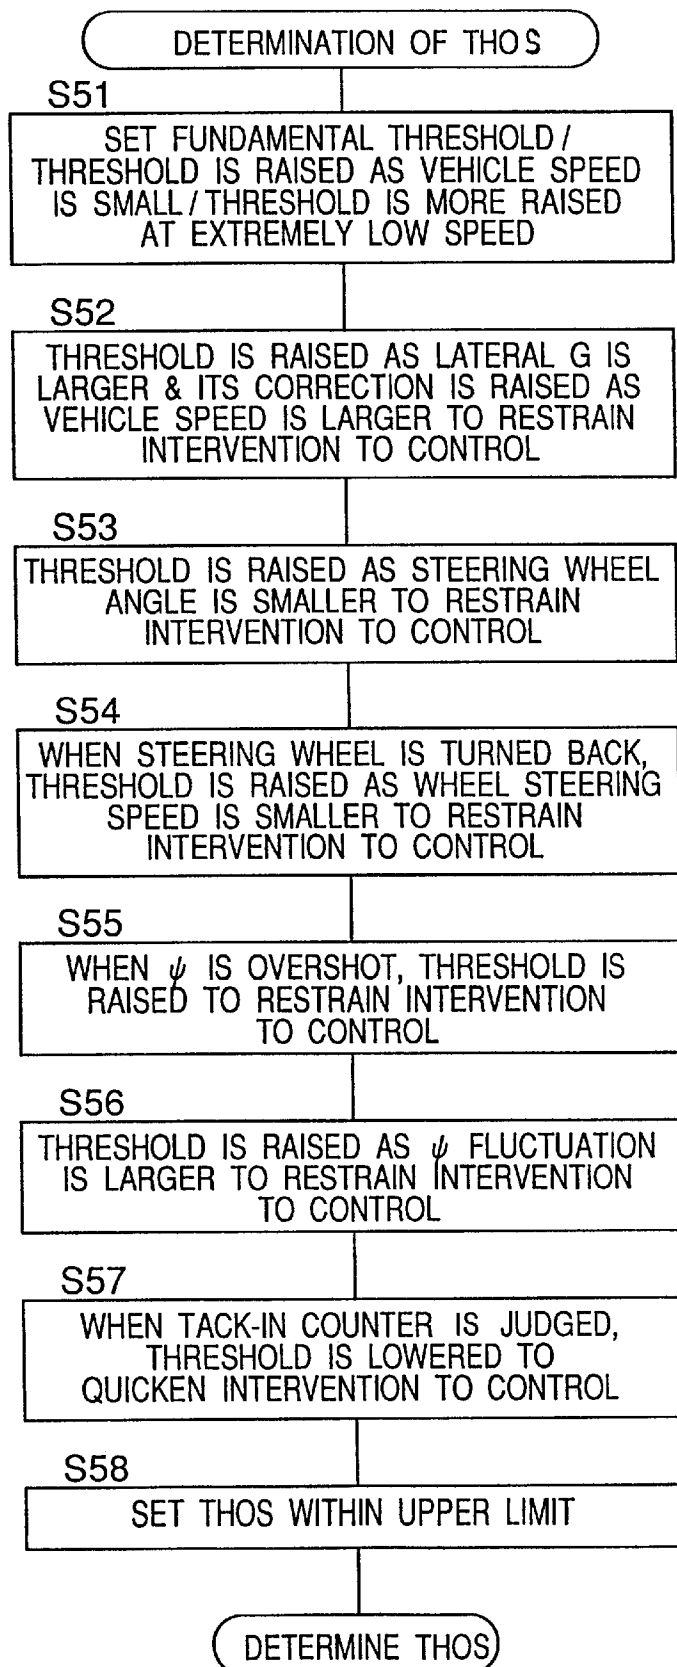 DETERMINATION OF THOS
S51
SET FUNDAMENTAL THRESHOLD /
THRESHOLD IS RAISED AS VEHICLE SPEED
IS SMALL / THRESHOLD IS MORE RAISED
AT EXTREMELY LOW SPEED
S52
THRESHOLD IS RAISED AS LATERAL G IS
LARGER & ITS CORRECTION IS RAISED AS
VEHICLE SPEED IS LARGER TO RESTRAIN
INTERVENTION TO CONTROL
S53
THRESHOLD IS RAISED AS STEERING WHEEL
ANGLE IS SMALLER TO RESTRAIN
INTERVENTION TO CONTROL
S54
WHEN STEERING WHEEL IS TURNED BACK,
THRESHOLD IS RAISED AS WHEEL STEERING
SPEED IS SMALLER TO RESTRAIN
INTERVENTION TO CONTROL
S55
WHEN ψ IS OVERSHOT, THRESHOLD IS
RAISED TO RESTRAIN INTERVENTION
TO CONTROL
S56
THRESHOLD IS RAISED AS ψ FLUCTUATION
IS LARGER TO RESTRAIN INTERVENTION
TO CONTROL
S57
WHEN TACK-IN COUNTER IS JUDGED,
THRESHOLD IS LOWERED TO
QUICKEN INTERVENTION TO CONTROL
S58
SET THOS WITHIN UPPER LIMIT
DETERMINE THOS